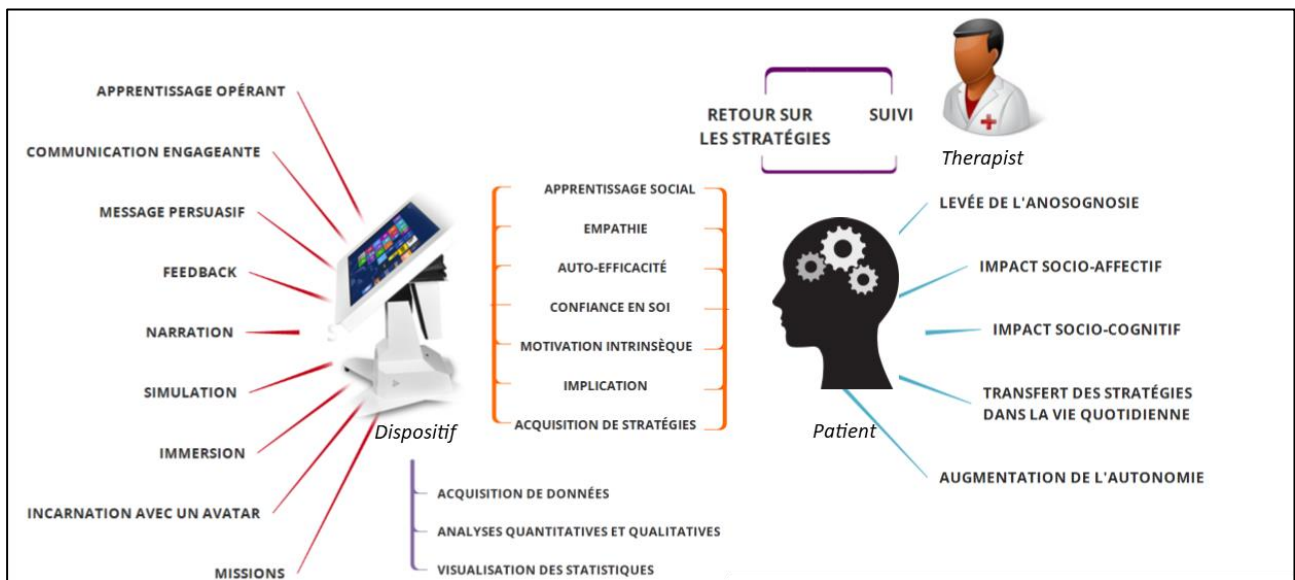 APPRENTISSAGE OPÉRANT
COMMUNICATION ENGAGEANTE
MESSAGE PERSUASIF
FEEDBACK
NARRATION
SIMULATION
IMMERSION
INCARNATION AVEC UN AVATAR
MISSIONS
Dispositif
APPRENTISSAGE SOCIAL
EMPATHIE
AUTO-EFFICACITÉ
CONFIANCE EN SOI
MOTIVATION INTRINSÈQUE
IMPLICATION
ACQUISITION DE STRATÉGIES
ACQUISITION DE DONNÉES
ANALYSES QUANTITATIVES ET QUALITATIVES
VISUALISATION DES STATISTIQUES
RETOUR SUR
LES STRATÉGIES
SUIVI
Therapist
Patient
LEVÉE DE L'ANOSOGNOSIE
IMPACT SOCIO-AFFECTIF
IMPACT SOCIO-COGNITIF
TRANSFERT DES STRATÉGIES
DANS LA VIE QUOTIDIENNE
AUGMENTATION DE L'AUTONOMIE